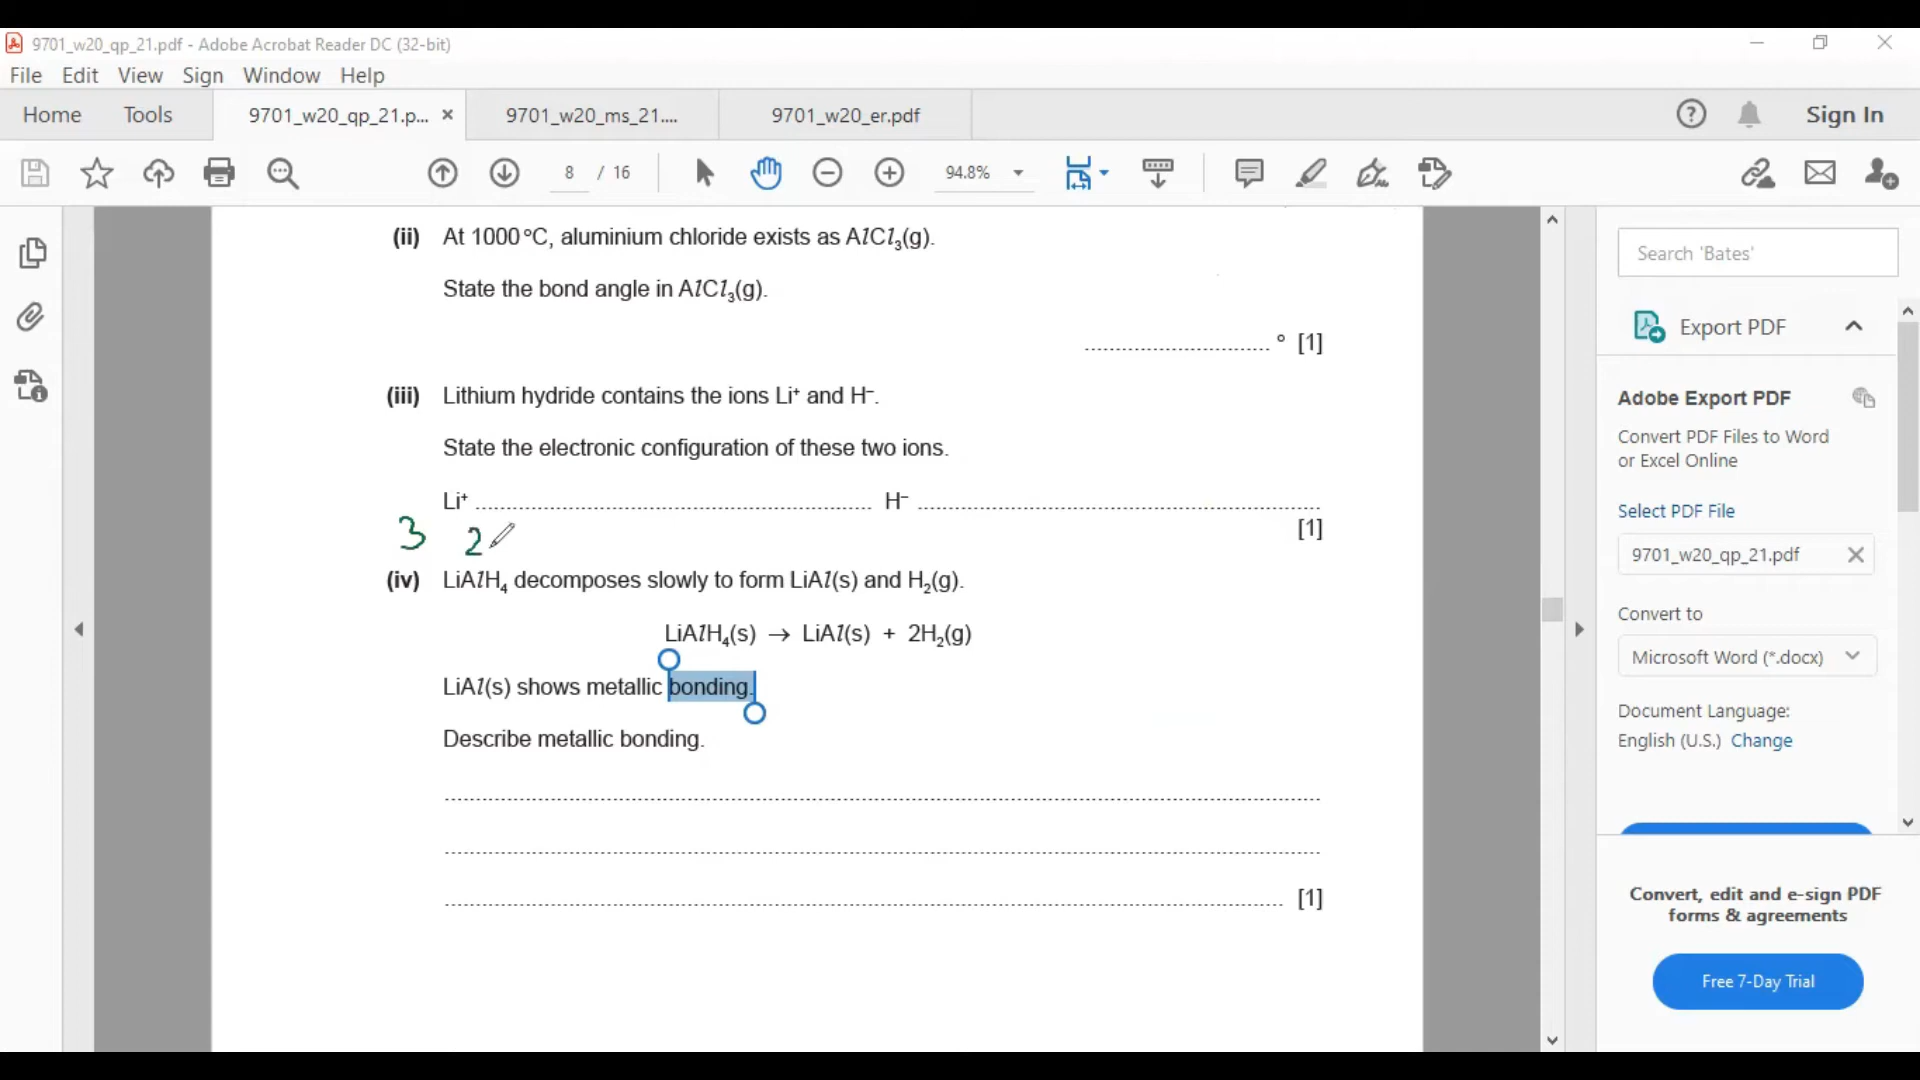 9701_w20_qp_21.pdf - Adobe Acrobat Reader DC (32-bit)
File Edit View Sign Window Help
Home Tools 9701_w20_qp_21.p... × 9701_w20_ms_21.... 9701_w20_er.pdf Sign In
8 / 16 94.8%
(ii) At 1000 °C, aluminium chloride exists as AlCl₃(g).
State the bond angle in AlCl₃(g).
.............................. ° [1]
(iii) Lithium hydride contains the ions Li⁺ and H⁻.
State the electronic configuration of these two ions.
Li⁺ .............................. H⁻ ..............................
[1]
3 2
(iv) LiAlH₄ decomposes slowly to form LiAl(s) and H₂(g).
LiAlH₄(s) → LiAl(s) + 2H₂(g)
LiAl(s) shows metallic bonding.
Describe metallic bonding.
..............................
..............................
.............................. [1]
Search 'Bates'
Export PDF
Adobe Export PDF
Convert PDF Files to Word
or Excel Online
Select PDF File
9701_w20_qp_21.pdf
Convert to
Microsoft Word (*.docx)
Document Language:
English (U.S.) Change
Convert, edit and e-sign PDF
forms & agreements
Free 7-Day Trial